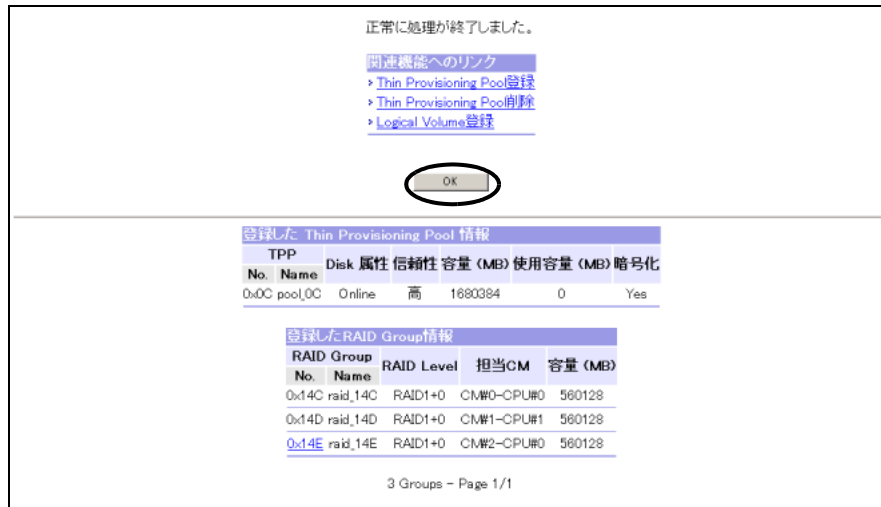 正常に処理が終了しました。
関連機能へのリンク
Thin Provisioning Pool登録
Thin Provisioning Pool削除
Logical Volume登録
OK
登録した Thin Provisioning Pool 情報
TPP Disk 属性 信頼性 容量 (MB) 使用容量 (MB) 暗号化
No. Name
0x0C pool_0C Online 高 1680384 0 Yes
登録したRAID Group情報
RAID Group RAID Level 担当CM 容量 (MB)
No. Name
0x14C raid_14C RAID1+0 CM#0-CPU#0 560128
0x14D raid_14D RAID1+0 CM#1-CPU#1 560128
0x14E raid_14E RAID1+0 CM#2-CPU#0 560128
3 Groups - Page 1/1